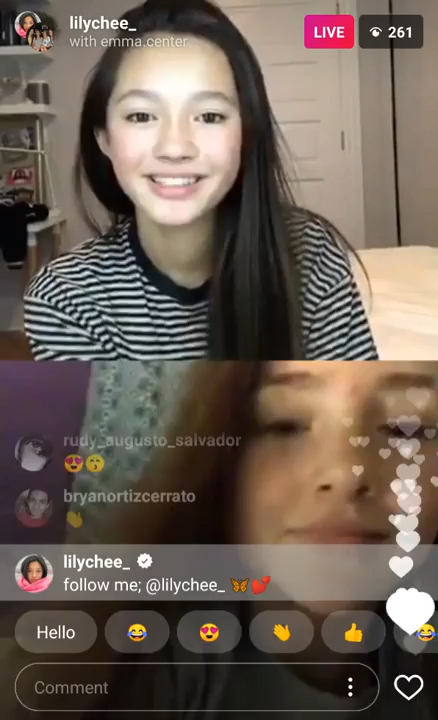 lilychee_
with emma.center
LIVE
261
rudy_augusto_salvador
😍😚
bryanortizcerrato
👏
lilychee_
follow me; @lilychee_ 🦋💕
Hello 😂 😍 👏 👍 😂
Comment